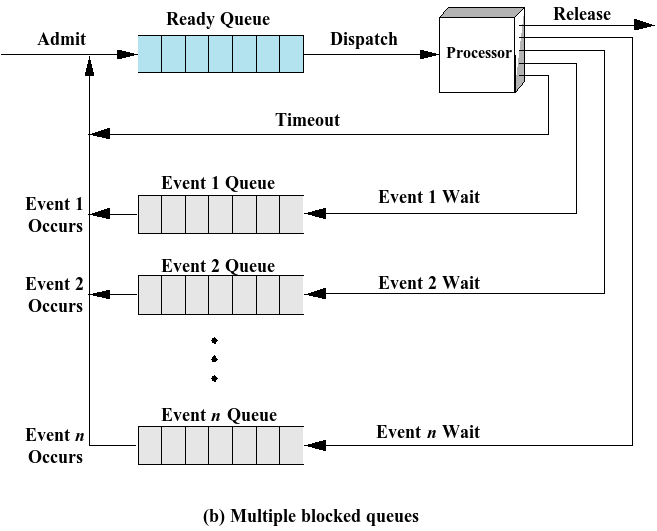 Release
Ready Queue
Admit
Dispatch
Processor
Timeout
Event 1 Queue
Event 1 Wait
Event 1
Occurs
Event 2 Queue
Event 2 Wait
Event 2
Occurs
Event n Queue
Event n Wait
Event n
Occurs
(b) Multiple blocked queues